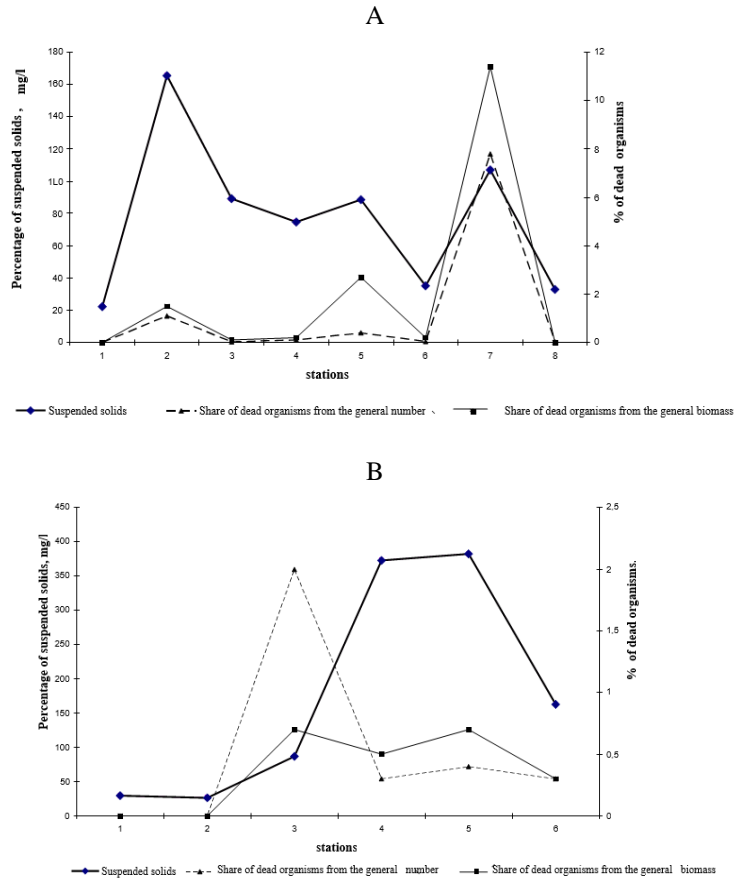 A
Percentage of suspended solids , mg/l
180
160
140
120
1L0
80
60
40
20
0
12
10
8
6
4
2
0
% of dead organisms
1 2 3 4 5 6 7 8
stations
Suspended solids
Share of dead organisms from the general number
Share of dead organisms from the general biomass
B
Percentage of suspended solids, mg/l
450
400
350
300
250
200
150
100
50
0
2.5
2
1,5
1
0,5
0
% of dead organisms.
1 2 3 4 5 6
stations
Suspended solids
Share of dead organisms from the general number
Share of dead organisms from the general biomass